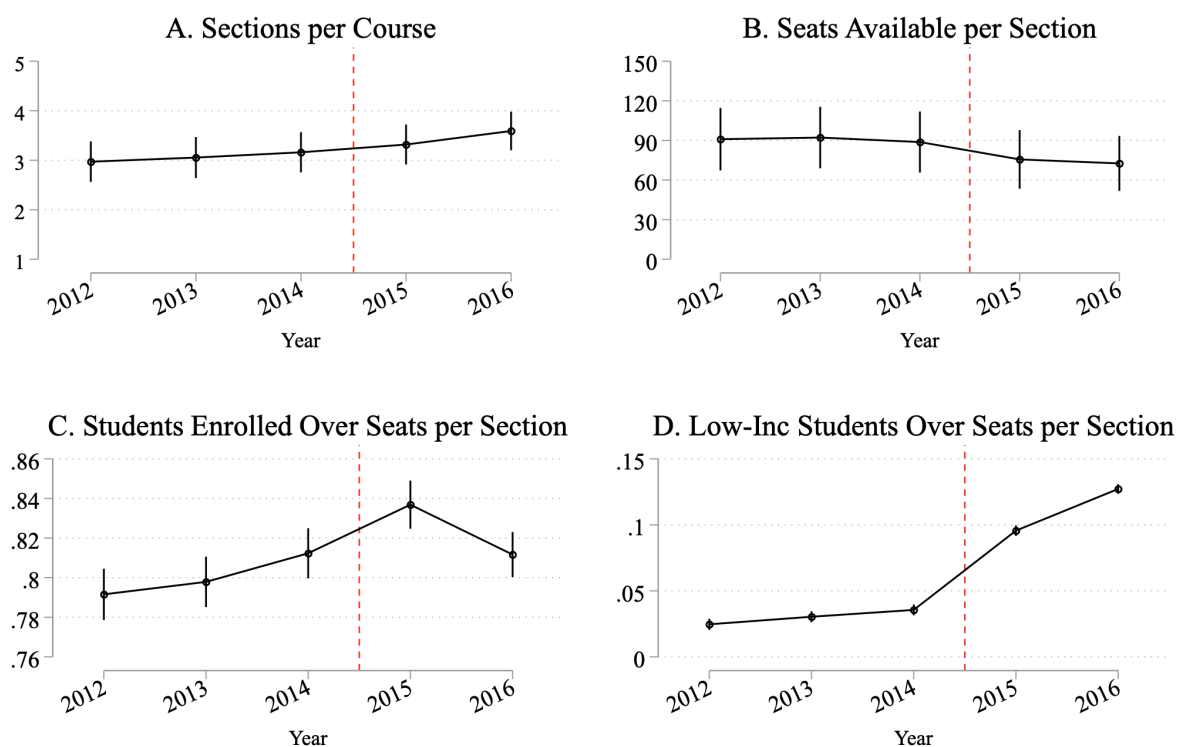 A. Sections per Course
5
4
3
2
1
2012 2013 2014 2015 2016
Year
B. Seats Available per Section
150
120
90
60
30
0
2012 2013 2014 2015 2016
Year
C. Students Enrolled Over Seats per Section
.86
.84
.82
.8
.78
.76
2012 2013 2014 2015 2016
Year
D. Low-Inc Students Over Seats per Section
.15
.1
.05
0
2012 2013 2014 2015 2016
Year